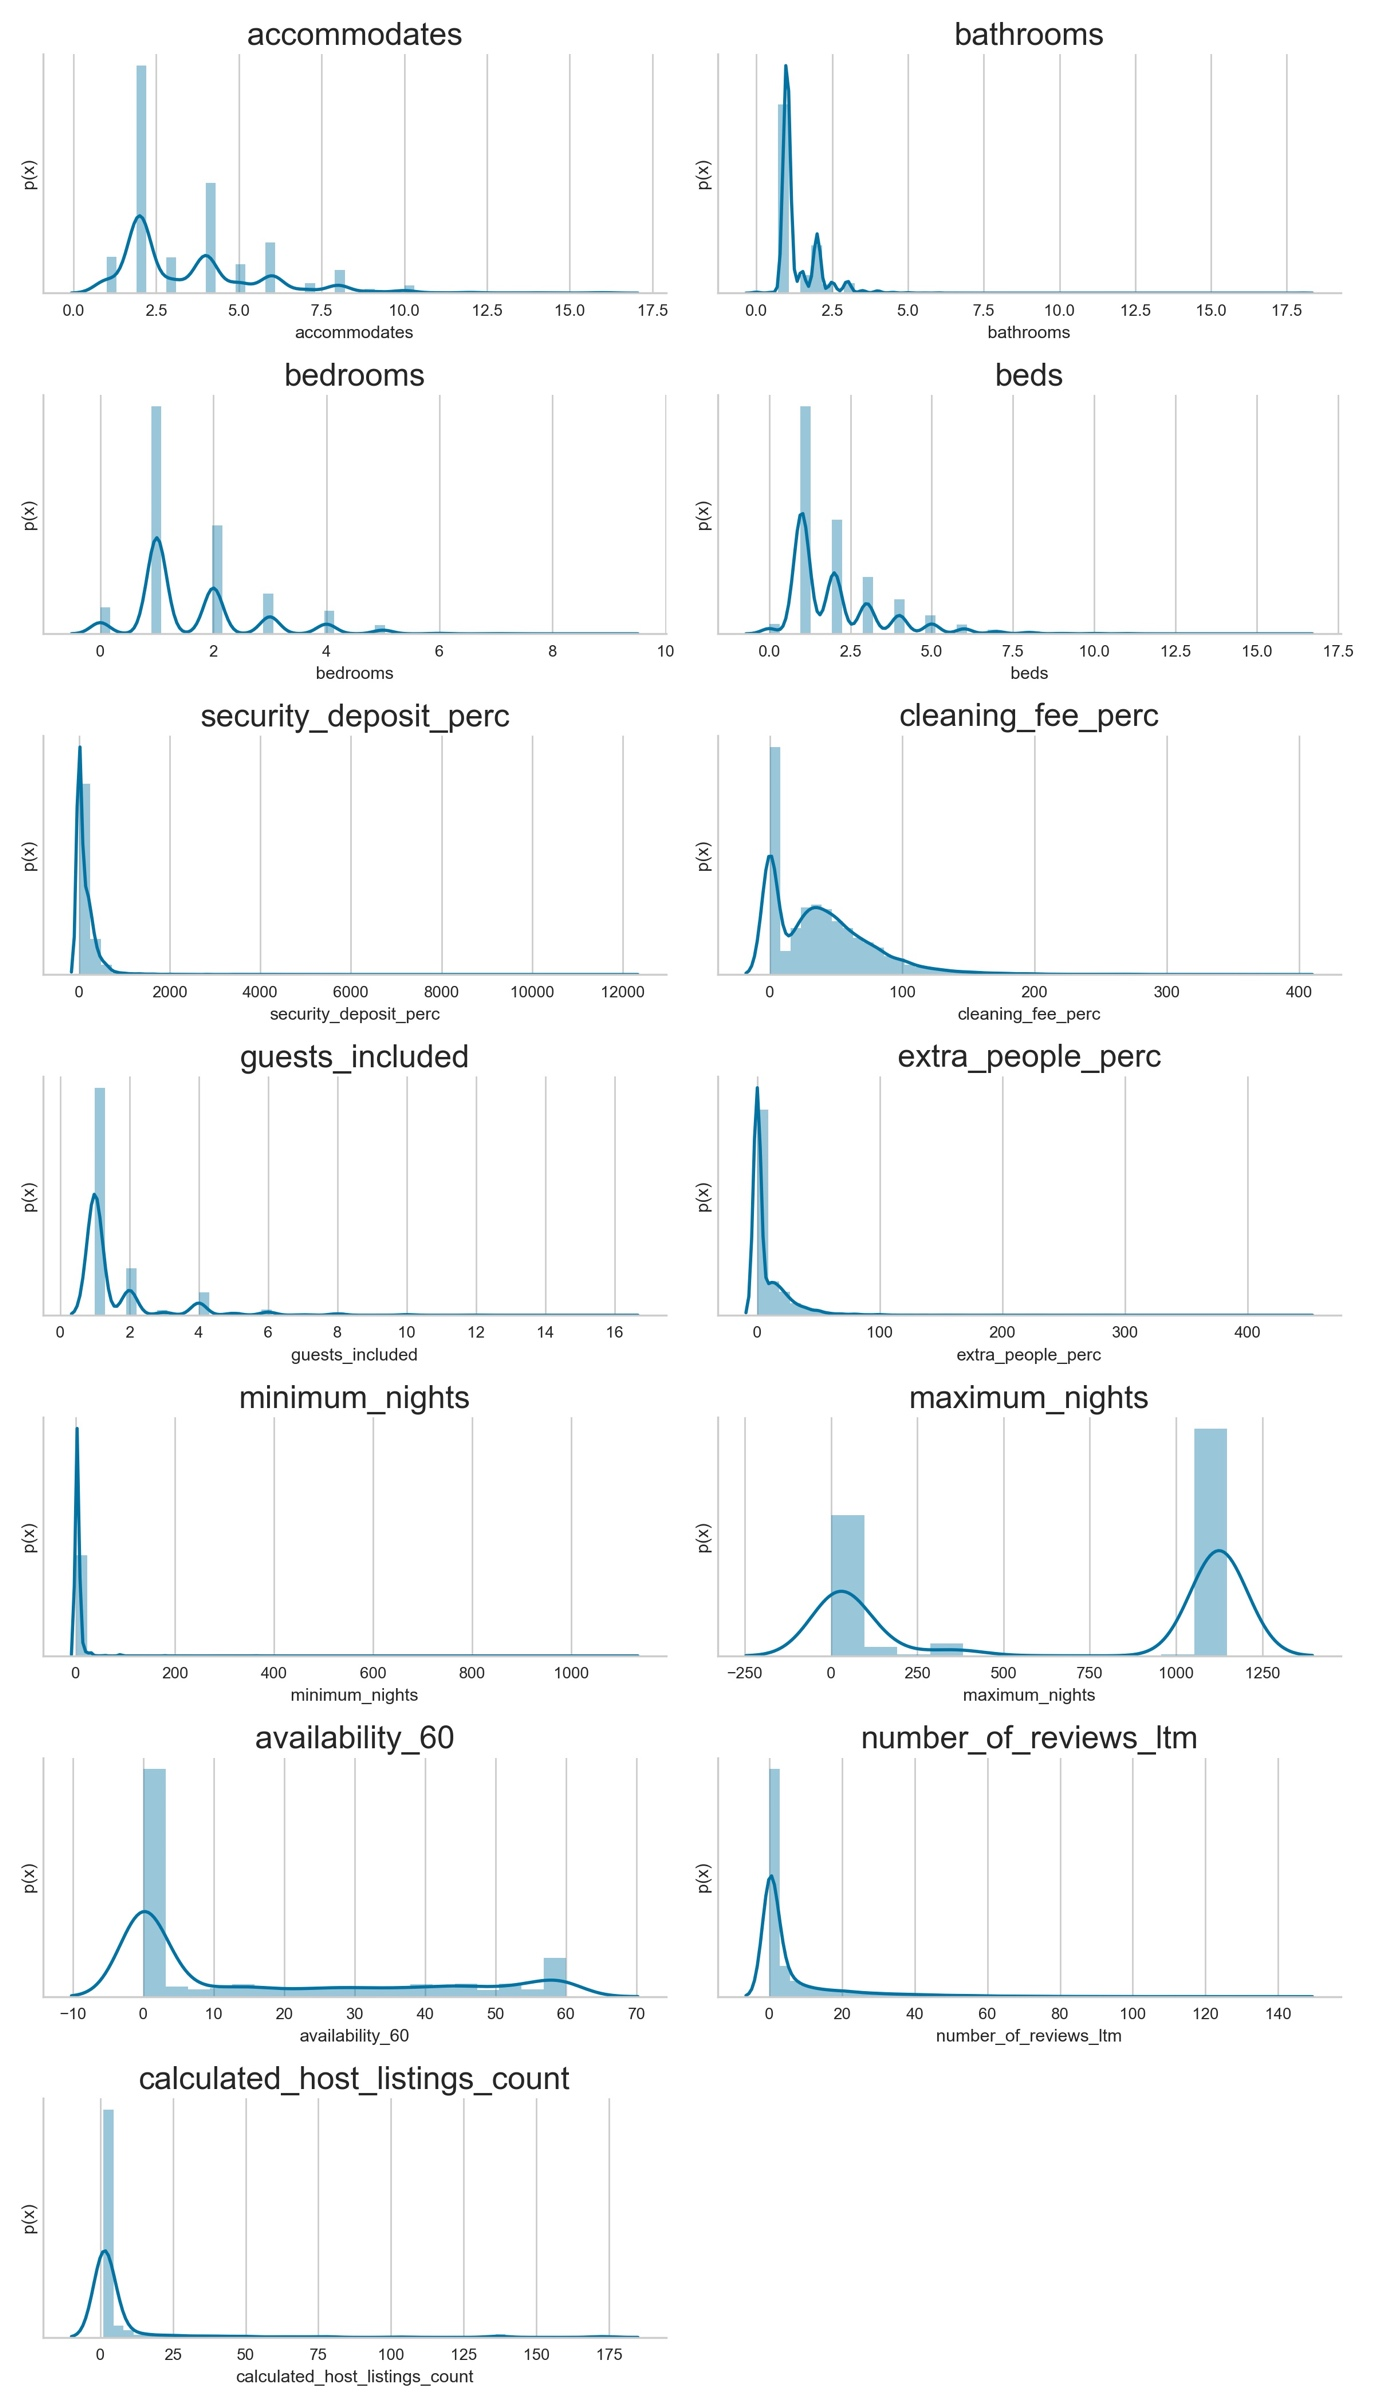 accommodates
p(x)
0.0 2.5 5.0 7.5 10.0 12.5 15.0 17.5
accommodates
bathrooms
p(x)
0.0 2.5 5.0 7.5 10.0 12.5 15.0 17.5
bathrooms
bedrooms
p(x)
0 2 4 6 8 10
bedrooms
beds
p(x)
0.0 2.5 5.0 7.5 10.0 12.5 15.0 17.5
beds
security_deposit_perc
p(x)
0 2000 4000 6000 8000 10000 12000
security_deposit_perc
cleaning_fee_perc
p(x)
0 100 200 300 400
cleaning_fee_perc
guests_included
p(x)
0 2 4 6 8 10 12 14 16
guests_included
extra_people_perc
p(x)
0 100 200 300 400
extra_people_perc
minimum_nights
p(x)
0 200 400 600 800 1000
minimum_nights
maximum_nights
p(x)
−250 0 250 500 750 1000 1250
maximum_nights
availability_60
p(x)
−10 0 10 20 30 40 50 60 70
availability_60
number_of_reviews_ltm
p(x)
0 20 40 60 80 100 120 140
number_of_reviews_ltm
calculated_host_listings_count
p(x)
0 25 50 75 100 125 150 175
calculated_host_listings_count